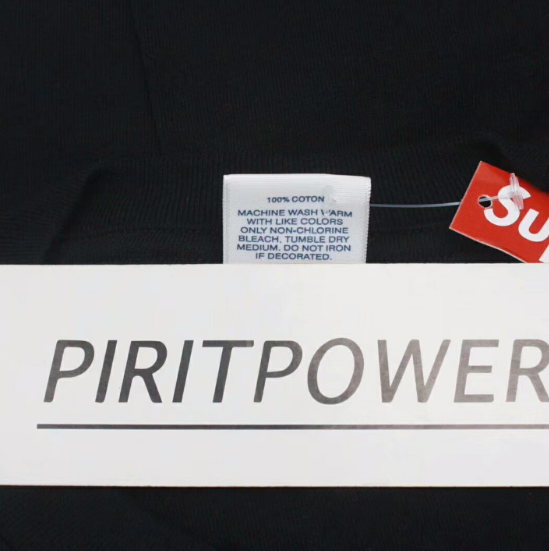 100% COTON
MACHINE WASH WARM
WITH LIKE COLORS
ONLY NON-CHLORINE
BLEACH, TUMBLE DRY
MEDIUM. DO NOT IRON
IF DECORATED.
Sup
PIRITPOWER